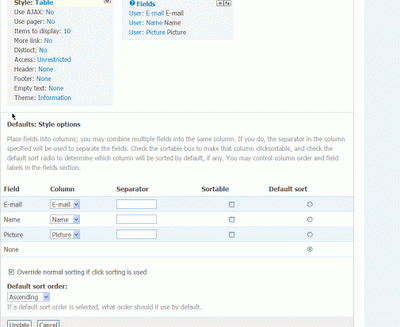 Style: Table
Use AJAX: No
Use pager: No
Items to display: 10
More link: No
Distinct: No
Access: Unrestricted
Header: None
Footer: None
Empty text: None
Theme: Information
Fields
User: E-mail E-mail
User: Name Name
User: Picture Picture
Defaults: Style options
Place fields into columns; you may combine multiple fields into the same column. If you do, the separator in the column
specified will be used to separate the fields. Check the sortable box to make that column clicksortable, and check the
default sort radio to determine which column will be sorted by default, if any. You may control column order and field
labels in the fields section.
Field Column Separator Sortable Default sort
E-mail E-mail
Name Name
Picture Picture
None
Override normal sorting if click sorting is used
Default sort order:
Ascending
If a default sort order is selected, what order should it use by default.
Update Cancel